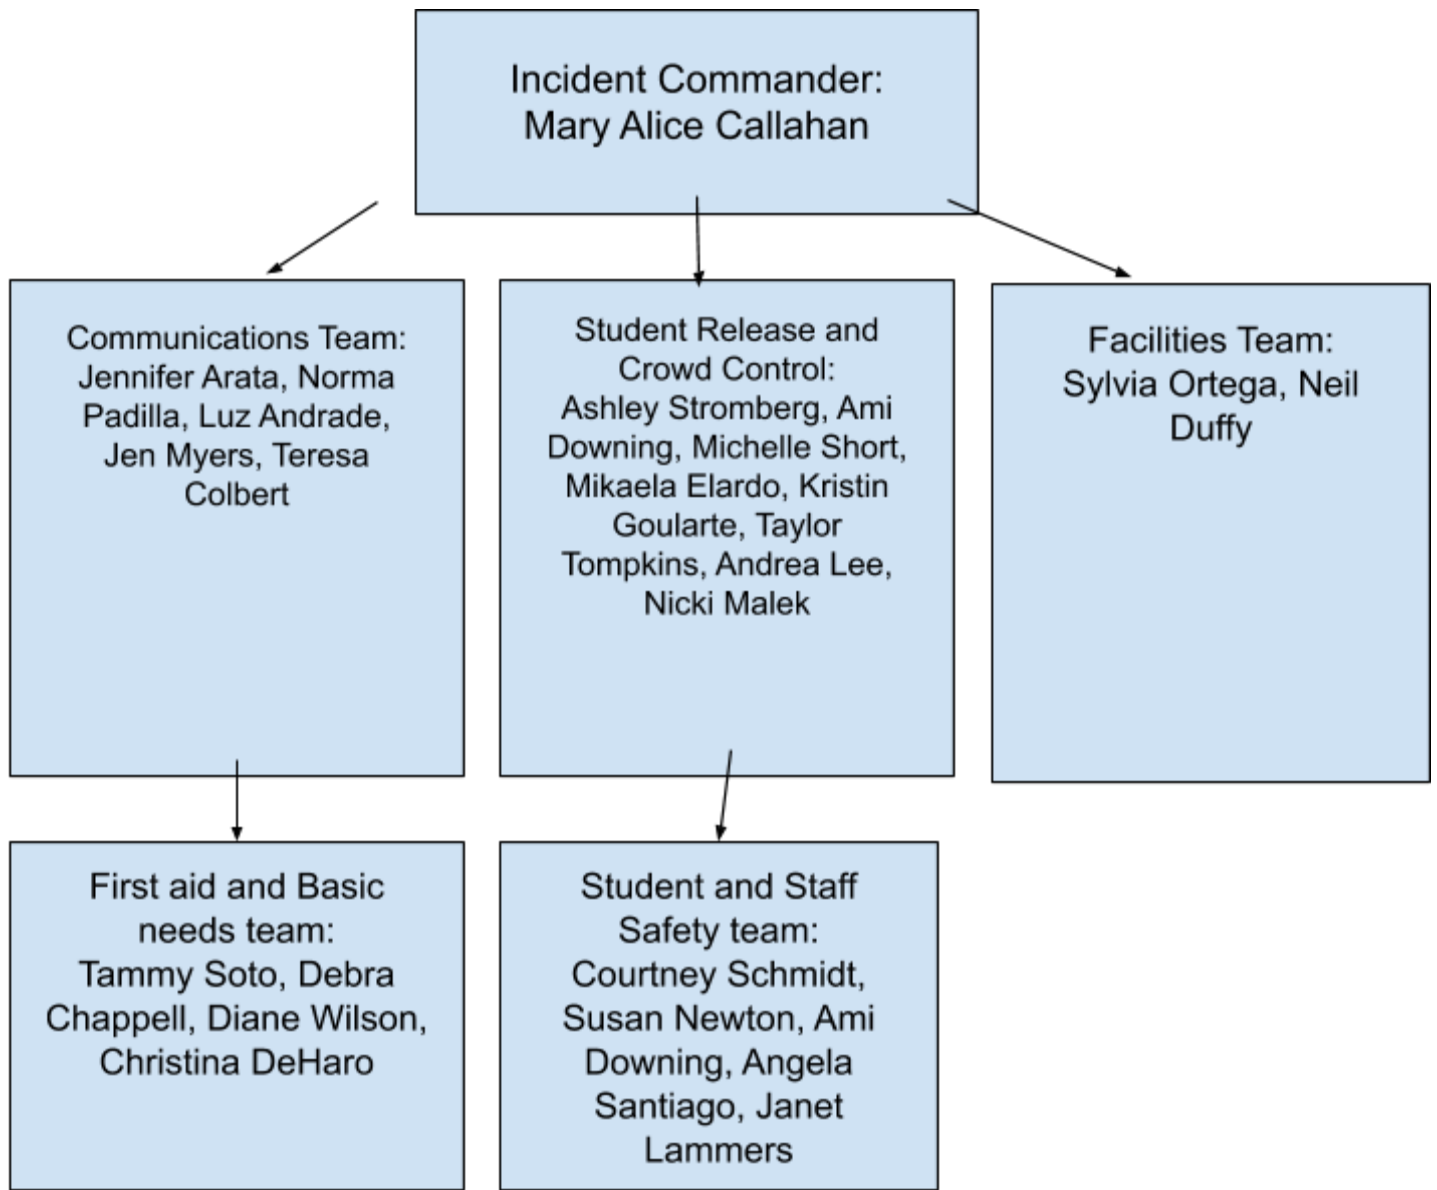 Incident Commander:
Mary Alice Callahan
Communications Team:
Jennifer Arata, Norma
Padilla, Luz Andrade,
Jen Myers, Teresa
Colbert
Student Release and
Crowd Control:
Ashley Stromberg, Ami
Downing, Michelle Short,
Mikaela Elardo, Kristin
Goularte, Taylor
Tompkins, Andrea Lee,
Nicki Malek
Facilities Team:
Sylvia Ortega, Neil
Duffy
First aid and Basic
needs team:
Tammy Soto, Debra
Chappell, Diane Wilson,
Christina DeHaro
Student and Staff
Safety team:
Courtney Schmidt,
Susan Newton, Ami
Downing, Angela
Santiago, Janet
Lammers